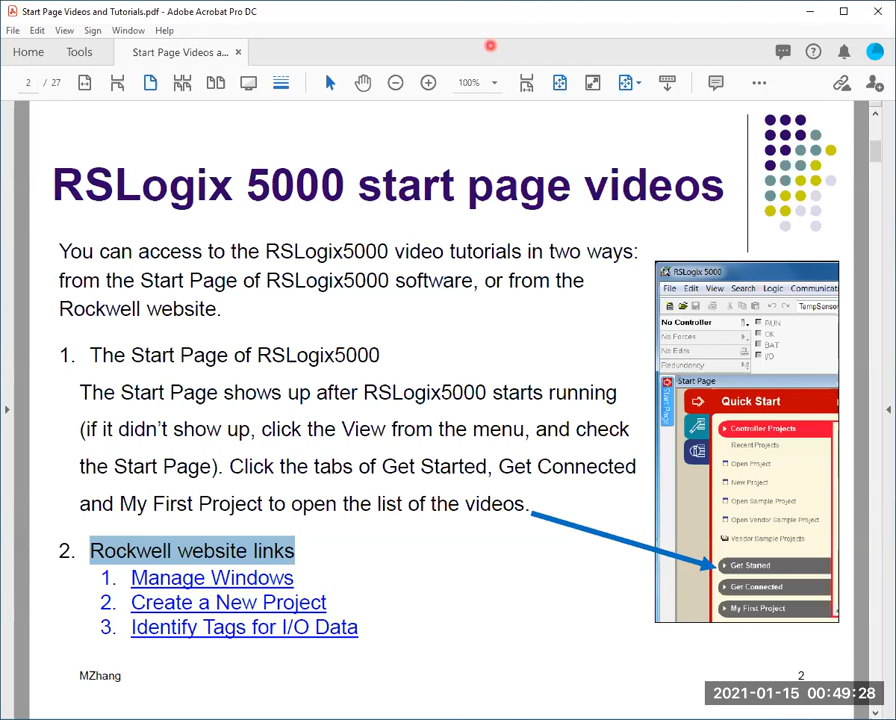 Start Page Videos and Tutorials.pdf - Adobe Acrobat Pro DC
File Edit View Sign Window Help
Home Tools Start Page Videos a... ×
2 / 27 100%
RSLogix 5000 start page videos
You can access to the RSLogix5000 video tutorials in two ways:
from the Start Page of RSLogix5000 software, or from the
Rockwell website.
1. The Start Page of RSLogix5000
The Start Page shows up after RSLogix5000 starts running
(if it didn't show up, click the View from the menu, and check
the Start Page). Click the tabs of Get Started, Get Connected
and My First Project to open the list of the videos.
2. Rockwell website links
1. Manage Windows
2. Create a New Project
3. Identify Tags for I/O Data
RSLogix 5000
File Edit View Search Logic Communicati
TempSensor
No Controller RUN
No Forces OK
No Edits BAT
Redundancy I/O
Start Page
Start Page
Quick Start
Controller Projects
Recent Projects
Open Project
New Project
Open Sample Project
Open Vendor Sample Project
Vendor Sample Projects
Get Started
Get Connected
My First Project
MZhang 2
2021-01-15 00:49:28